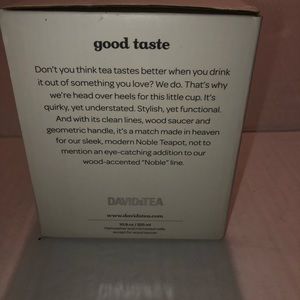 good taste
Don't you think tea tastes better when you drink
it out of something you love? We do. That's why
we're head over heels for this little cup. It's
quirky, yet understated. Stylish, yet functional.
And with its clean lines, wood saucer and
geometric handle, it's a match made in heaven
for our sleek, modern Noble Teapot, not to
mention an eye-catching addition to our
wood-accented "Noble" line.
DAVIDsTEA
www.davidstea.com